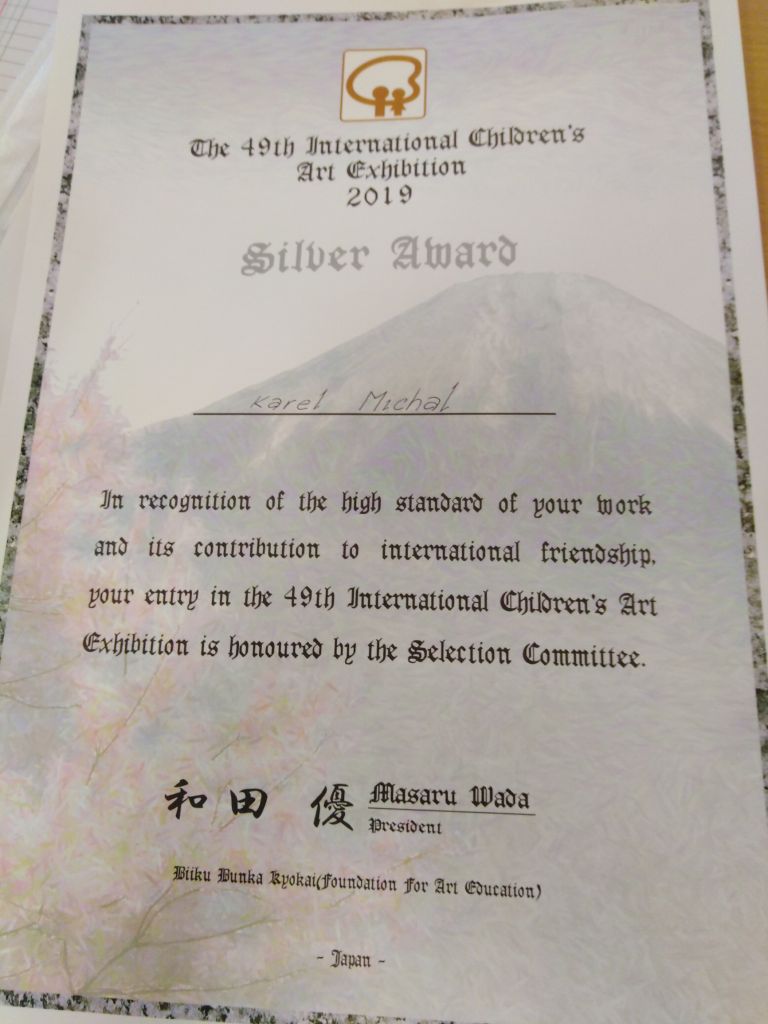 The 49th International Children's
Art Exhibition
2019
Silver Award
Karel Michal
In recognition of the high standard of your work
and its contribution to international friendship,
your entry in the 49th International Children's Art
Exhibition is honoured by the Selection Committee.
和田 優 Masaru Wada
President
Biiku Bunka Kyokai(Foundation For Art Education)
- Japan -